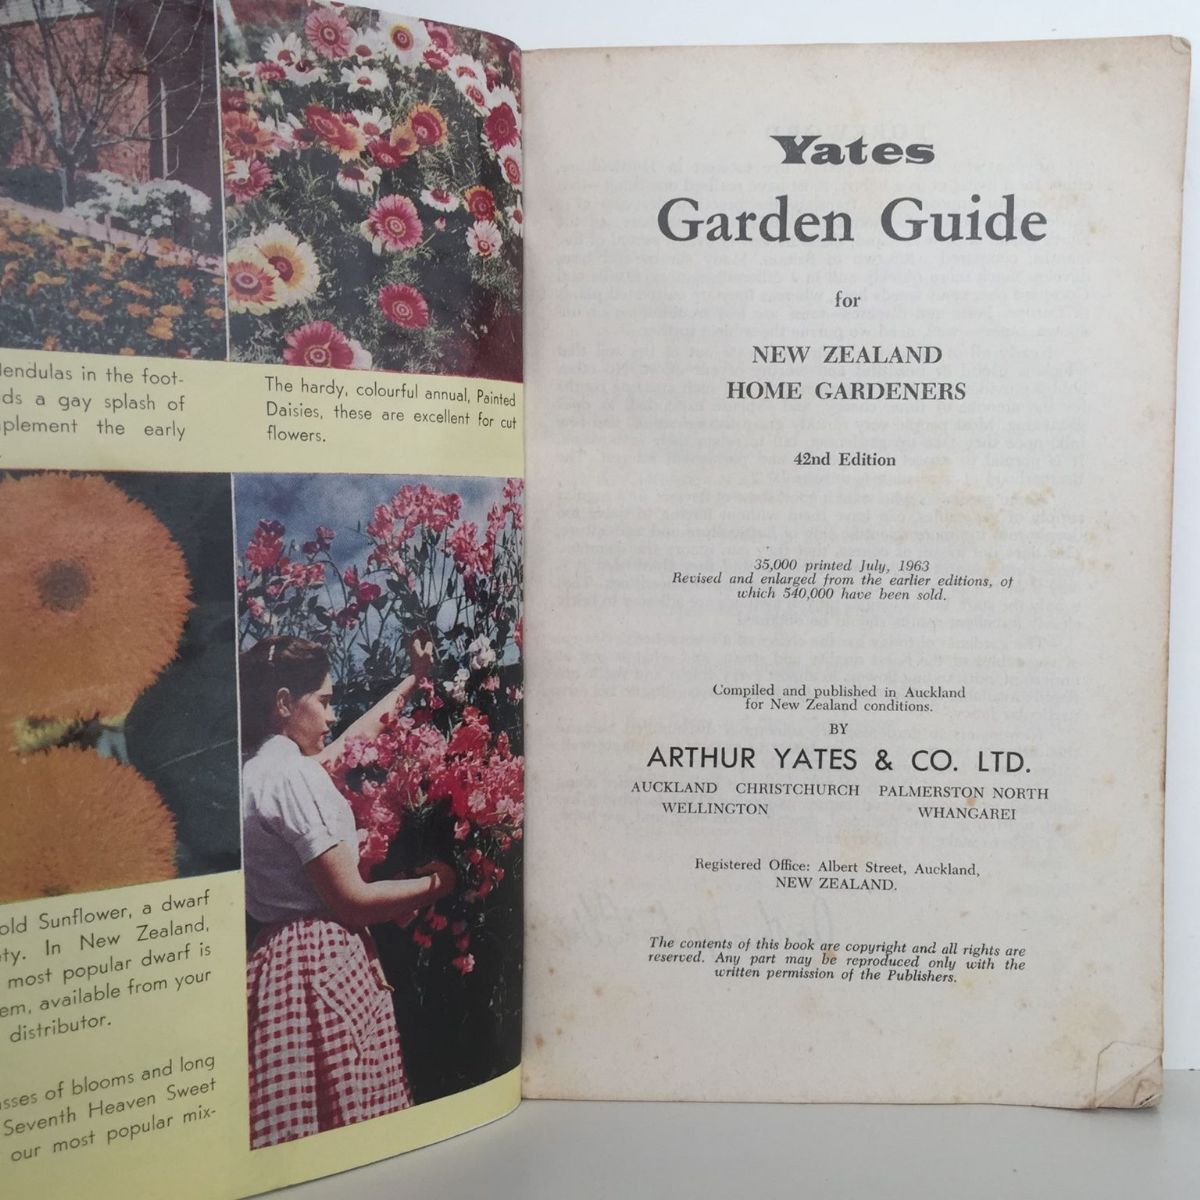 lendulas in the foot-
ds a gay splash of
plement the early
The hardy, colourful annual, Painted
Daisies, these are excellent for cut
flowers.
old Sunflower, a dwarf
ty. In New Zealand,
most popular dwarf is
em, available from your
distributor.
sses of blooms and long
Seventh Heaven Sweet
our most popular mix-
Yates
Garden Guide
for
NEW ZEALAND
HOME GARDENERS
42nd Edition
35,000 printed July, 1963
Revised and enlarged from the earlier editions, of
which 540,000 have been sold.
Compiled and published in Auckland
for New Zealand conditions.
BY
ARTHUR YATES & CO. LTD.
AUCKLAND CHRISTCHURCH PALMERSTON NORTH
WELLINGTON WHANGAREI
Registered Office: Albert Street, Auckland,
NEW ZEALAND.
The contents of this book are copyright and all rights are
reserved. Any part may be reproduced only with the
written permission of the Publishers.